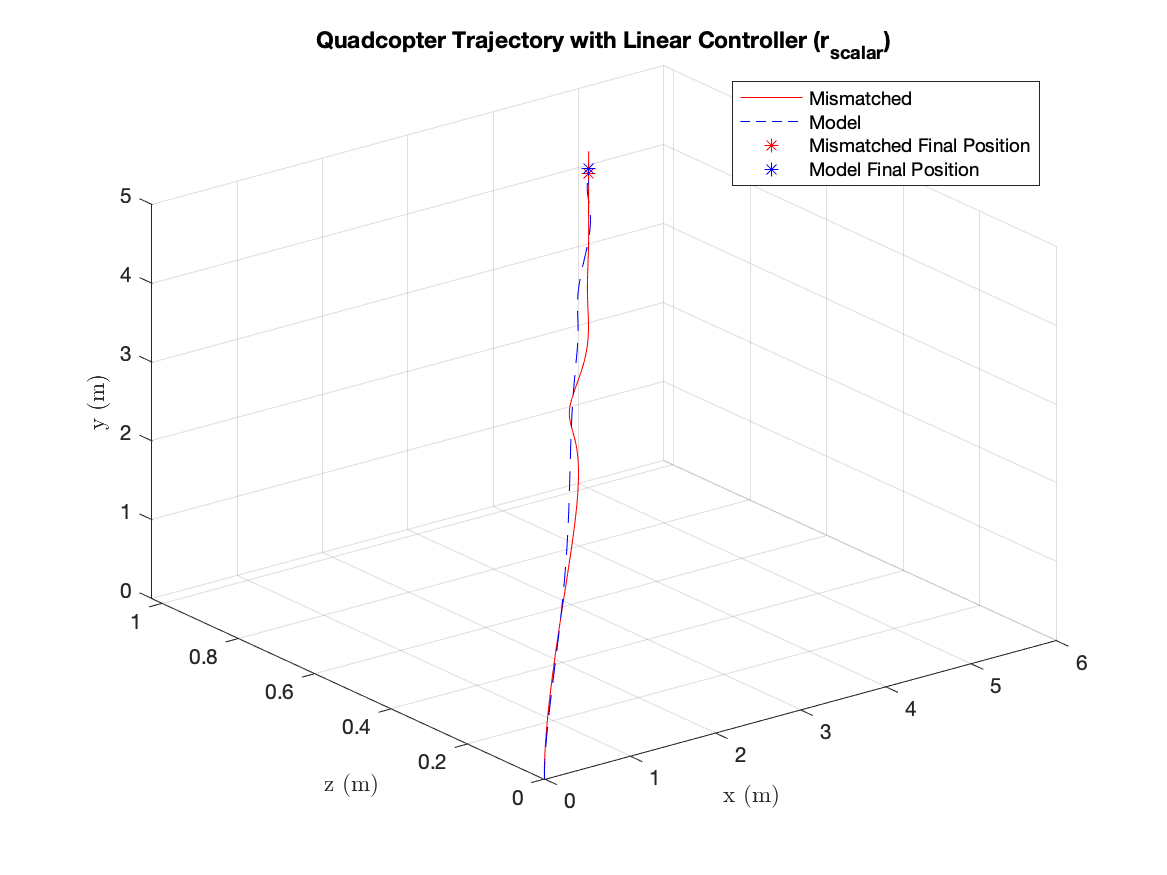 Quadcopter Trajectory with Linear Controller (r_scalar)
Mismatched
Model
Mismatched Final Position
Model Final Position
5
4
3
2
1
0
y (m)
1
0.8
0.6
0.4
0.2
0
z (m)
0
1
2
3
4
5
6
x (m)